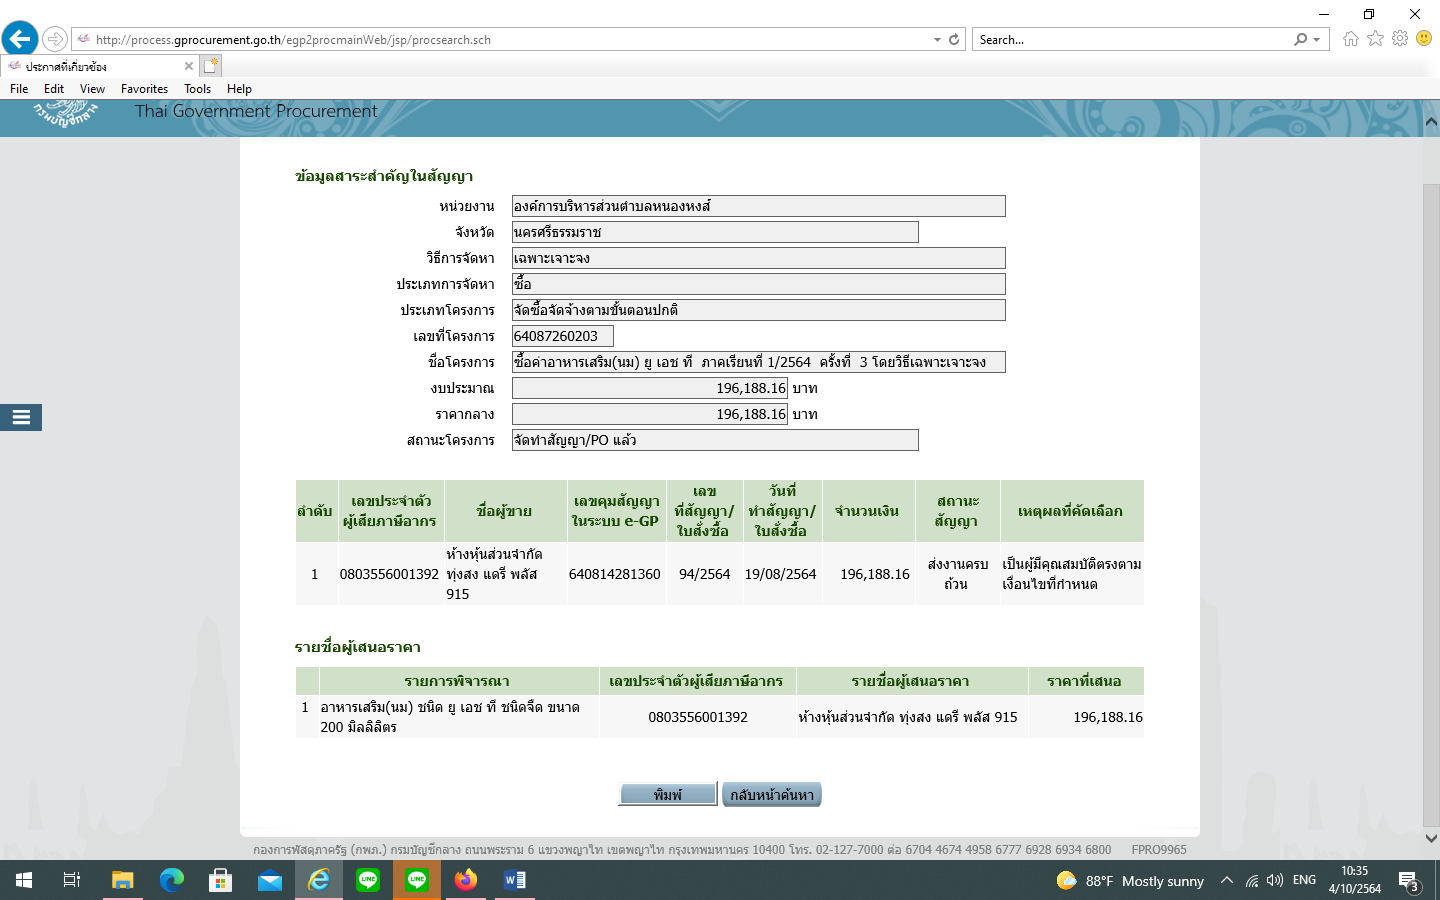 http://process.gprocurement.go.th/egp2procmainWeb/jsp/procsearch.sch
Search...
ประกาศที่เกี่ยวข้อง
File Edit View Favorites Tools Help
กรมบัญชีกลาง
Thai Government Procurement
ข้อมูลสาระสำคัญในสัญญา
หน่วยงาน องค์การบริหารส่วนตำบลหนองหงส์
จังหวัด นครศรีธรรมราช
วิธีการจัดหา เฉพาะเจาะจง
ประเภทการจัดหา ซื้อ
ประเภทโครงการ จัดซื้อจัดจ้างตามขั้นตอนปกติ
เลขที่โครงการ 64087260203
ชื่อโครงการ ซื้อค่าอาหารเสริม(นม) ยู เอช ที ภาคเรียนที่ 1/2564 ครั้งที่ 3 โดยวิธีเฉพาะเจาะจง
งบประมาณ 196,188.16 บาท
ราคากลาง 196,188.16 บาท
สถานะโครงการ จัดทำสัญญา/PO แล้ว
ลำดับ เลขประจำตัวผู้เสียภาษีอากร ชื่อผู้ขาย เลขคุมสัญญาในระบบ e-GP เลขที่สัญญา/ใบสั่งซื้อ วันที่ทำสัญญา/ใบสั่งซื้อ จำนวนเงิน สถานะสัญญา เหตุผลที่คัดเลือก
1 0803556001392 ห้างหุ้นส่วนจำกัด ทุ่งสง แดรี่ พลัส 915 640814281360 94/2564 19/08/2564 196,188.16 ส่งงานครบถ้วน เป็นผู้มีคุณสมบัติตรงตามเงื่อนไขที่กำหนด
รายชื่อผู้เสนอราคา
รายการพิจารณา เลขประจำตัวผู้เสียภาษีอากร รายชื่อผู้เสนอราคา ราคาที่เสนอ
1 อาหารเสริม(นม) ชนิด ยู เอช ที ชนิดจืด ขนาด 200 มิลลิลิตร 0803556001392 ห้างหุ้นส่วนจำกัด ทุ่งสง แดรี่ พลัส 915 196,188.16
พิมพ์ กลับหน้าค้นหา
กองการพัสดุภาครัฐ (กพภ.) กรมบัญชีกลาง ถนนพระราม 6 แขวงพญาไท เขตพญาไท กรุงเทพมหานคร 10400 โทร. 02-127-7000 ต่อ 6704 4674 4958 6777 6928 6934 6800 FPRO9965
88°F Mostly sunny ENG 10:35
4/10/2564 3